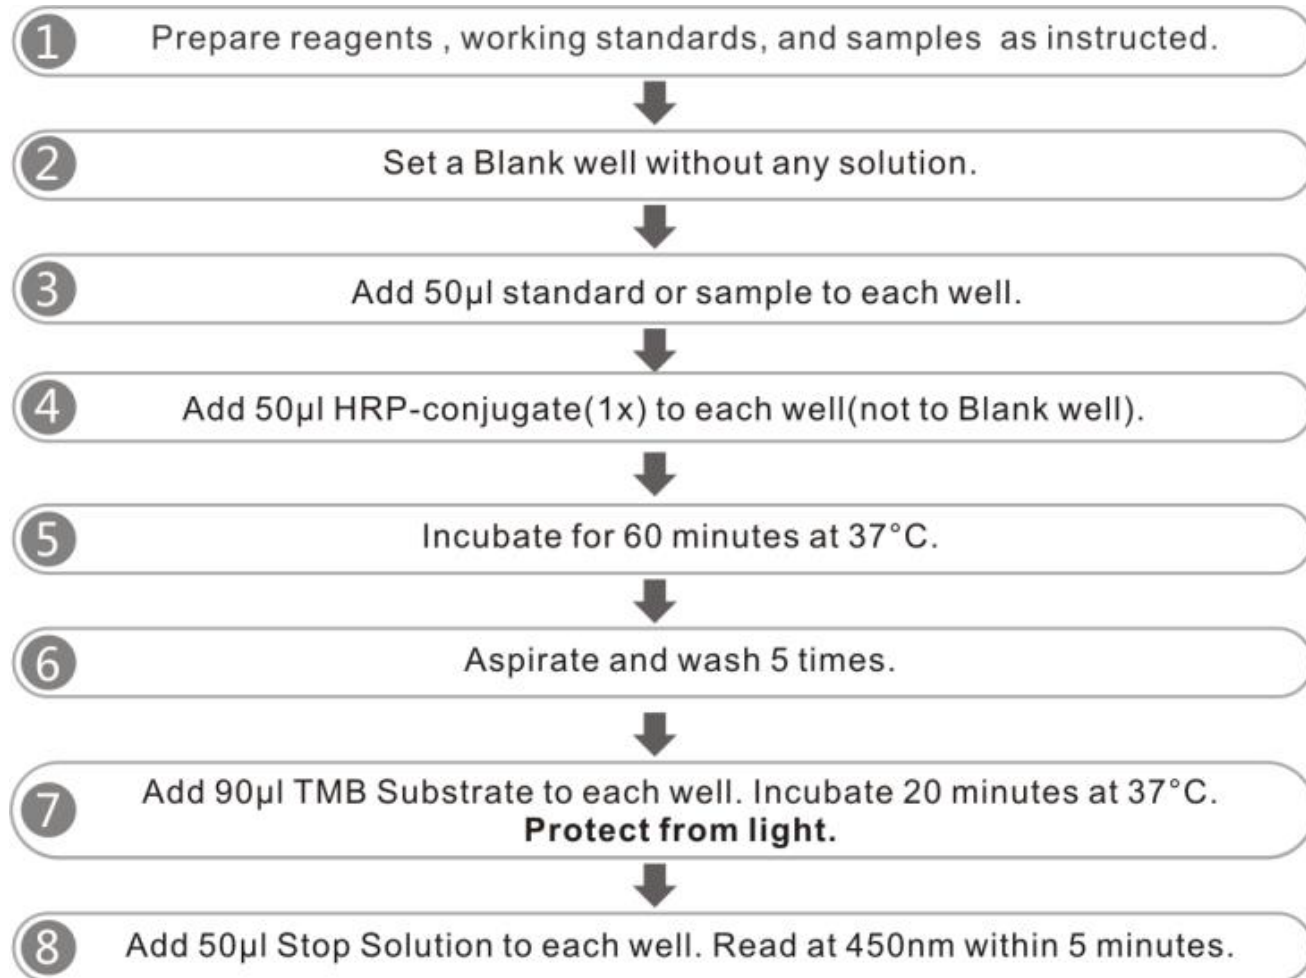 1 Prepare reagents , working standards, and samples as instructed.
2 Set a Blank well without any solution.
3 Add 50µl standard or sample to each well.
4 Add 50µl HRP-conjugate(1x) to each well(not to Blank well).
5 Incubate for 60 minutes at 37°C.
6 Aspirate and wash 5 times.
7 Add 90µl TMB Substrate to each well. Incubate 20 minutes at 37°C.
Protect from light.
8 Add 50µl Stop Solution to each well. Read at 450nm within 5 minutes.